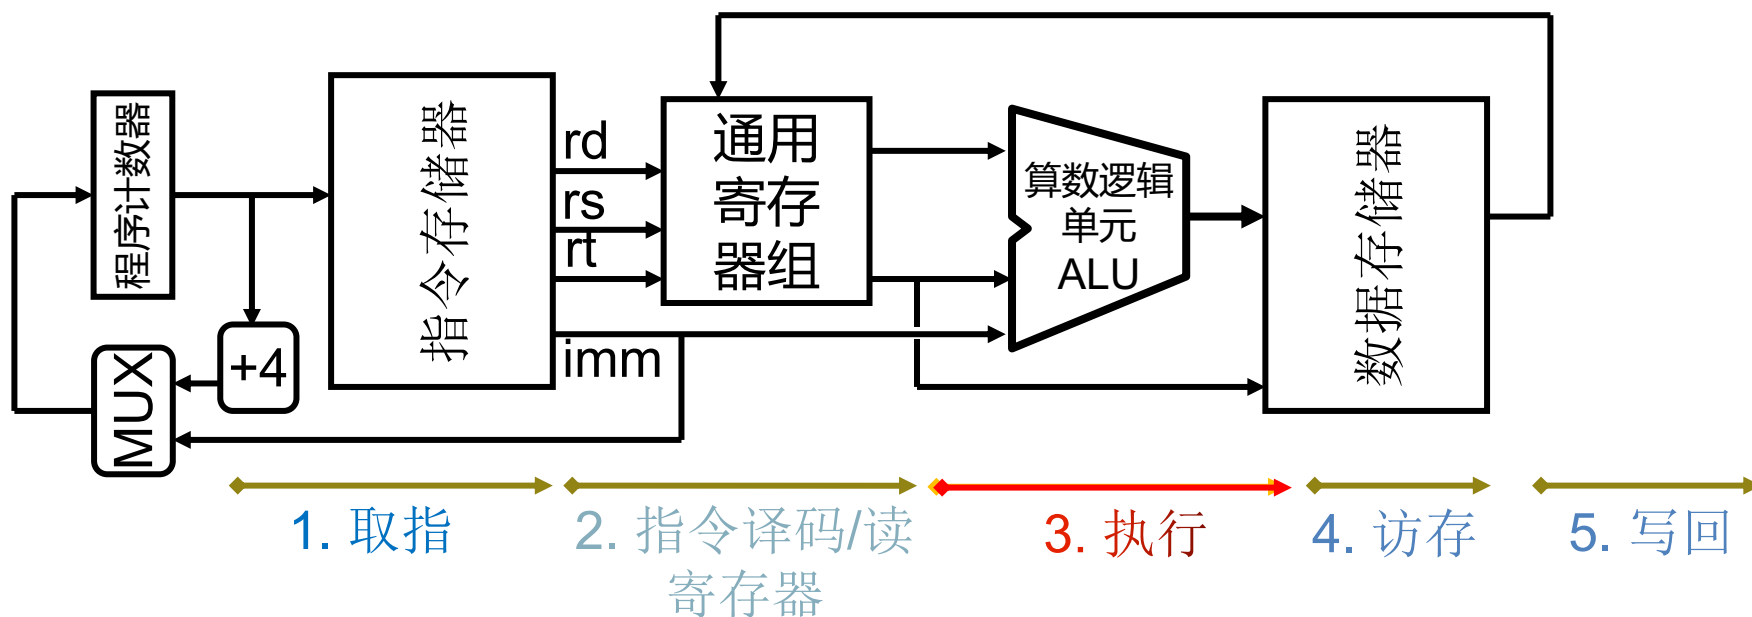 程序计数器
+4
MUX
指令存储器
rd
rs
rt
imm
通用
寄存
器组
算数逻辑
单元
ALU
数据存储器
1. 取指
2. 指令译码/读
寄存器
3. 执行
4. 访存
5. 写回